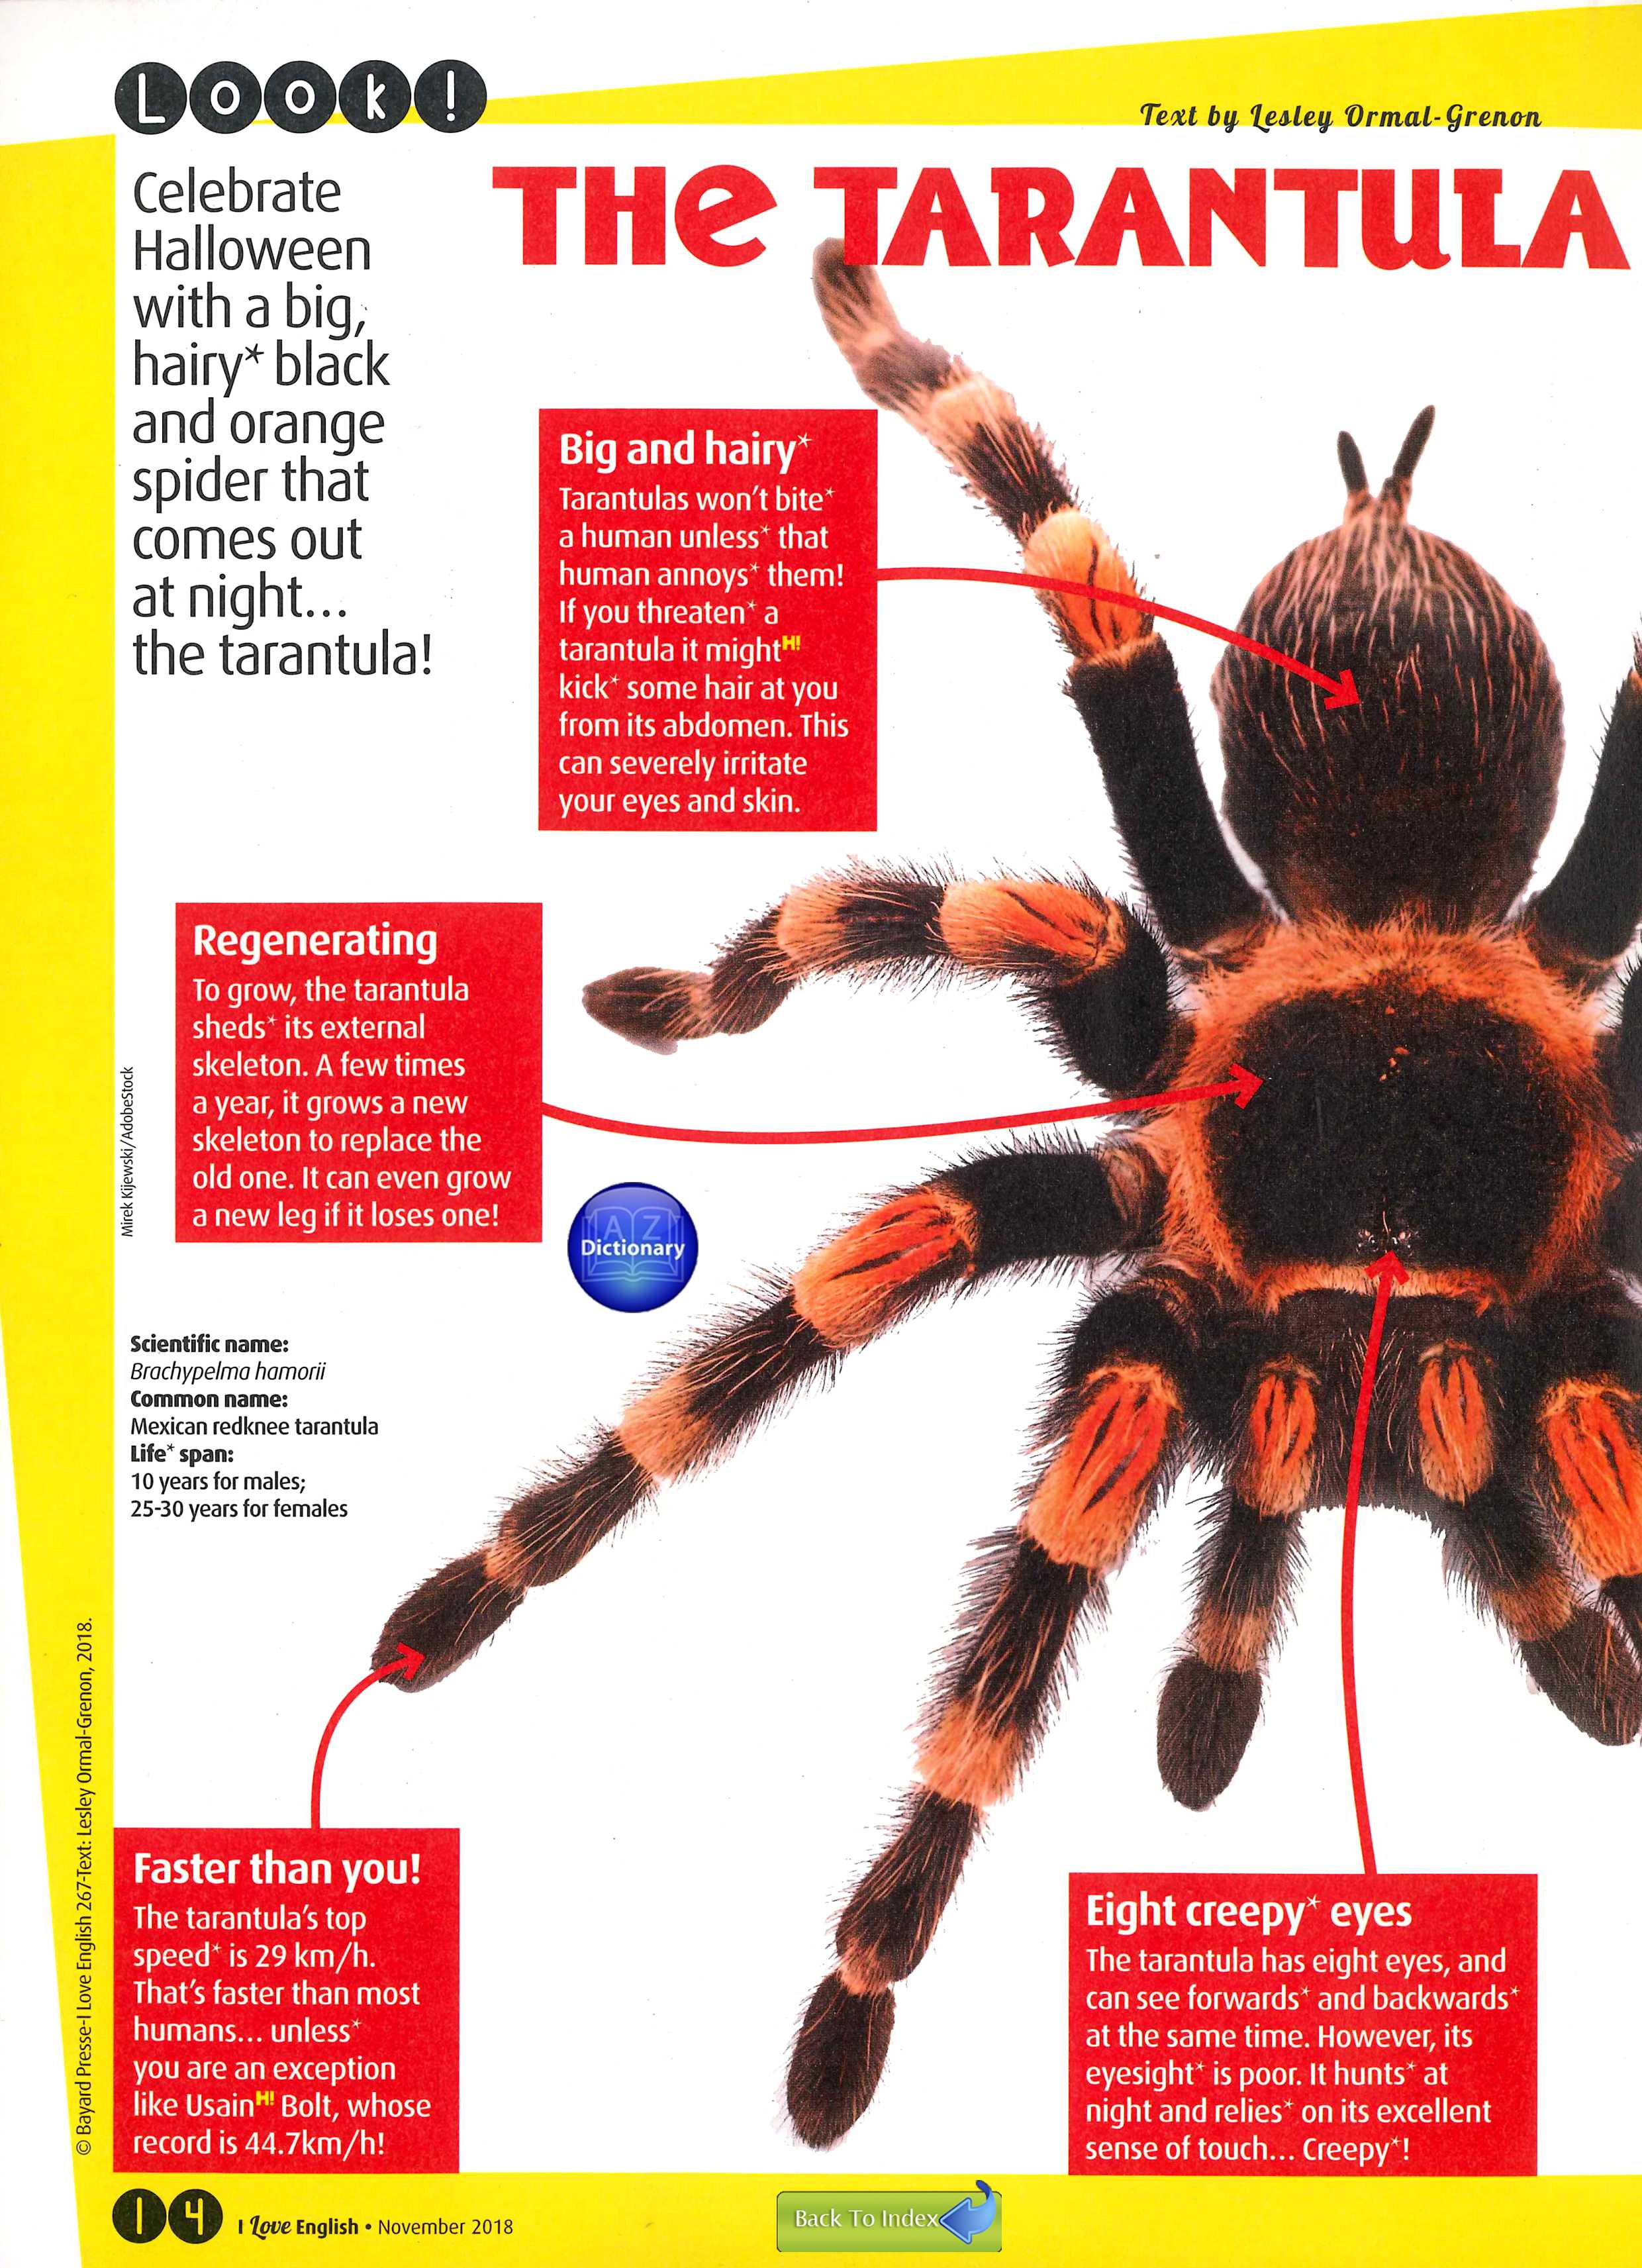 Look!
Text by Lesley Ormal-Grenon
THe TARANTuLA
Celebrate
Halloween
with a big,
hairy* black
and orange
spider that
comes out
at night...
the tarantula!
Big and hairy*
Tarantulas won't bite*
a human unless* that
human annoys* them!
If you threaten* a
tarantula it mightH!
kick* some hair at you
from its abdomen. This
can severely irritate
your eyes and skin.
Regenerating
To grow, the tarantula
sheds* its external
skeleton. A few times
a year, it grows a new
skeleton to replace the
old one. It can even grow
a new leg if it loses one!
Mirek Kijewski/AdobeStock
A Z
Dictionary
Scientific name:
Brachypelma hamorii
Common name:
Mexican redknee tarantula
Life* span:
10 years for males;
25-30 years for females
© Bayard Presse-I Love English 267-Text: Lesley Ormal-Grenon, 2018.
Faster than you!
The tarantula's top
speed* is 29 km/h.
That's faster than most
humans... unless*
you are an exception
like UsainH! Bolt, whose
record is 44.7km/h!
Eight creepy* eyes
The tarantula has eight eyes, and
can see forwards* and backwards*
at the same time. However, its
eyesight* is poor. It hunts* at
night and relies* on its excellent
sense of touch... Creepy*!
14 I Love English • November 2018
Back To Index